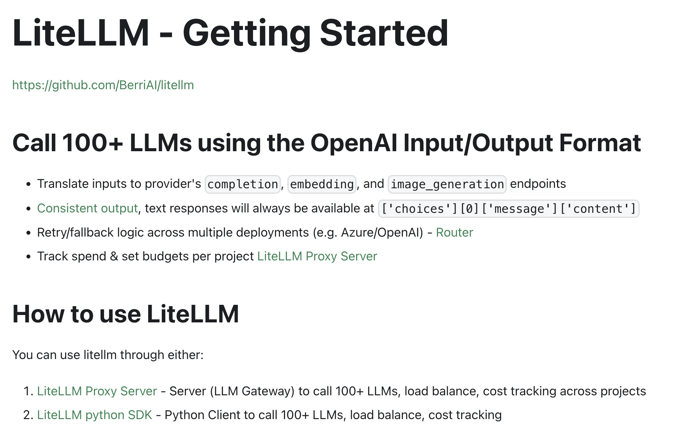 LiteLLM - Getting Started
https://github.com/BerriAI/litellm
Call 100+ LLMs using the OpenAI Input/Output Format
• Translate inputs to provider's completion, embedding, and image_generation endpoints
• Consistent output, text responses will always be available at ['choices'][0]['message']['content']
• Retry/fallback logic across multiple deployments (e.g. Azure/OpenAI) - Router
• Track spend & set budgets per project LiteLLM Proxy Server
How to use LiteLLM
You can use litellm through either:
1. LiteLLM Proxy Server - Server (LLM Gateway) to call 100+ LLMs, load balance, cost tracking across projects
2. LiteLLM python SDK - Python Client to call 100+ LLMs, load balance, cost tracking